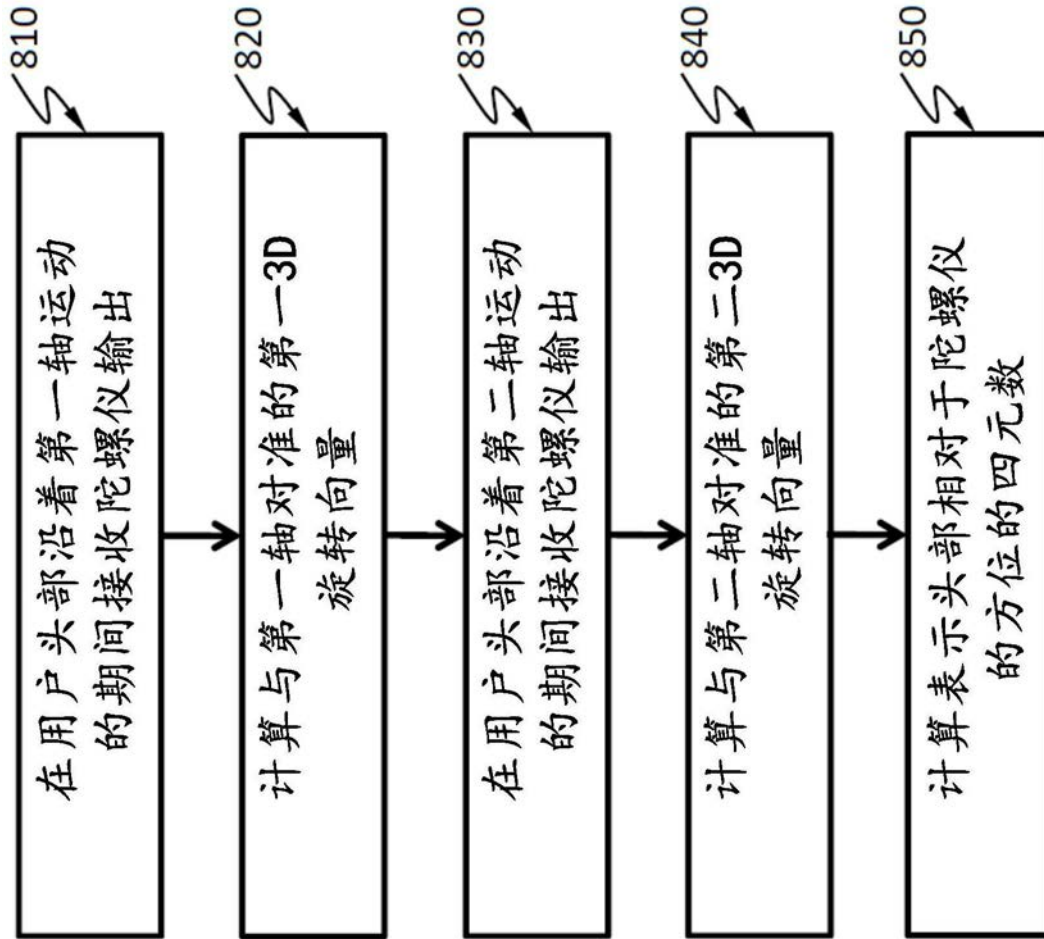 810
在用户头部沿着第一轴运动
的期间接收陀螺仪输出
820
计算与第一轴对准的第一3D
旋转向量
830
在用户头部沿着第二轴运动
的期间接收陀螺仪输出
840
计算与第二轴对准的第二3D
旋转向量
850
计算表示头部相对于陀螺仪
的方位的四元数